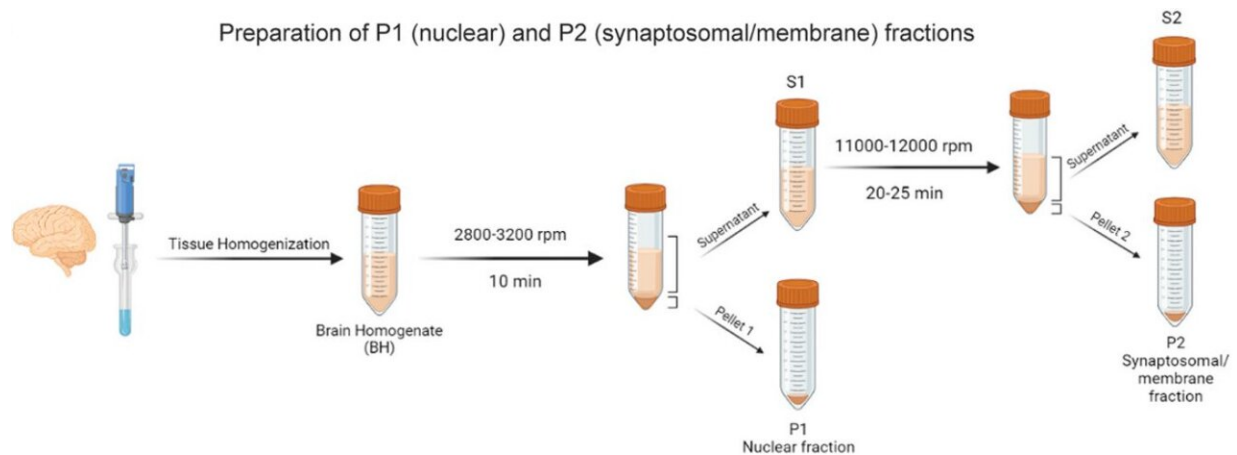 Preparation of P1 (nuclear) and P2 (synaptosomal/membrane) fractions
Tissue Homogenization
Brain Homogenate
(BH)
2800-3200 rpm
10 min
Supernatant
S1
Pellet 1
P1
Nuclear fraction
11000-12000 rpm
20-25 min
Supernatant
S2
Pellet 2
P2
Synaptosomal/
membrane
fraction